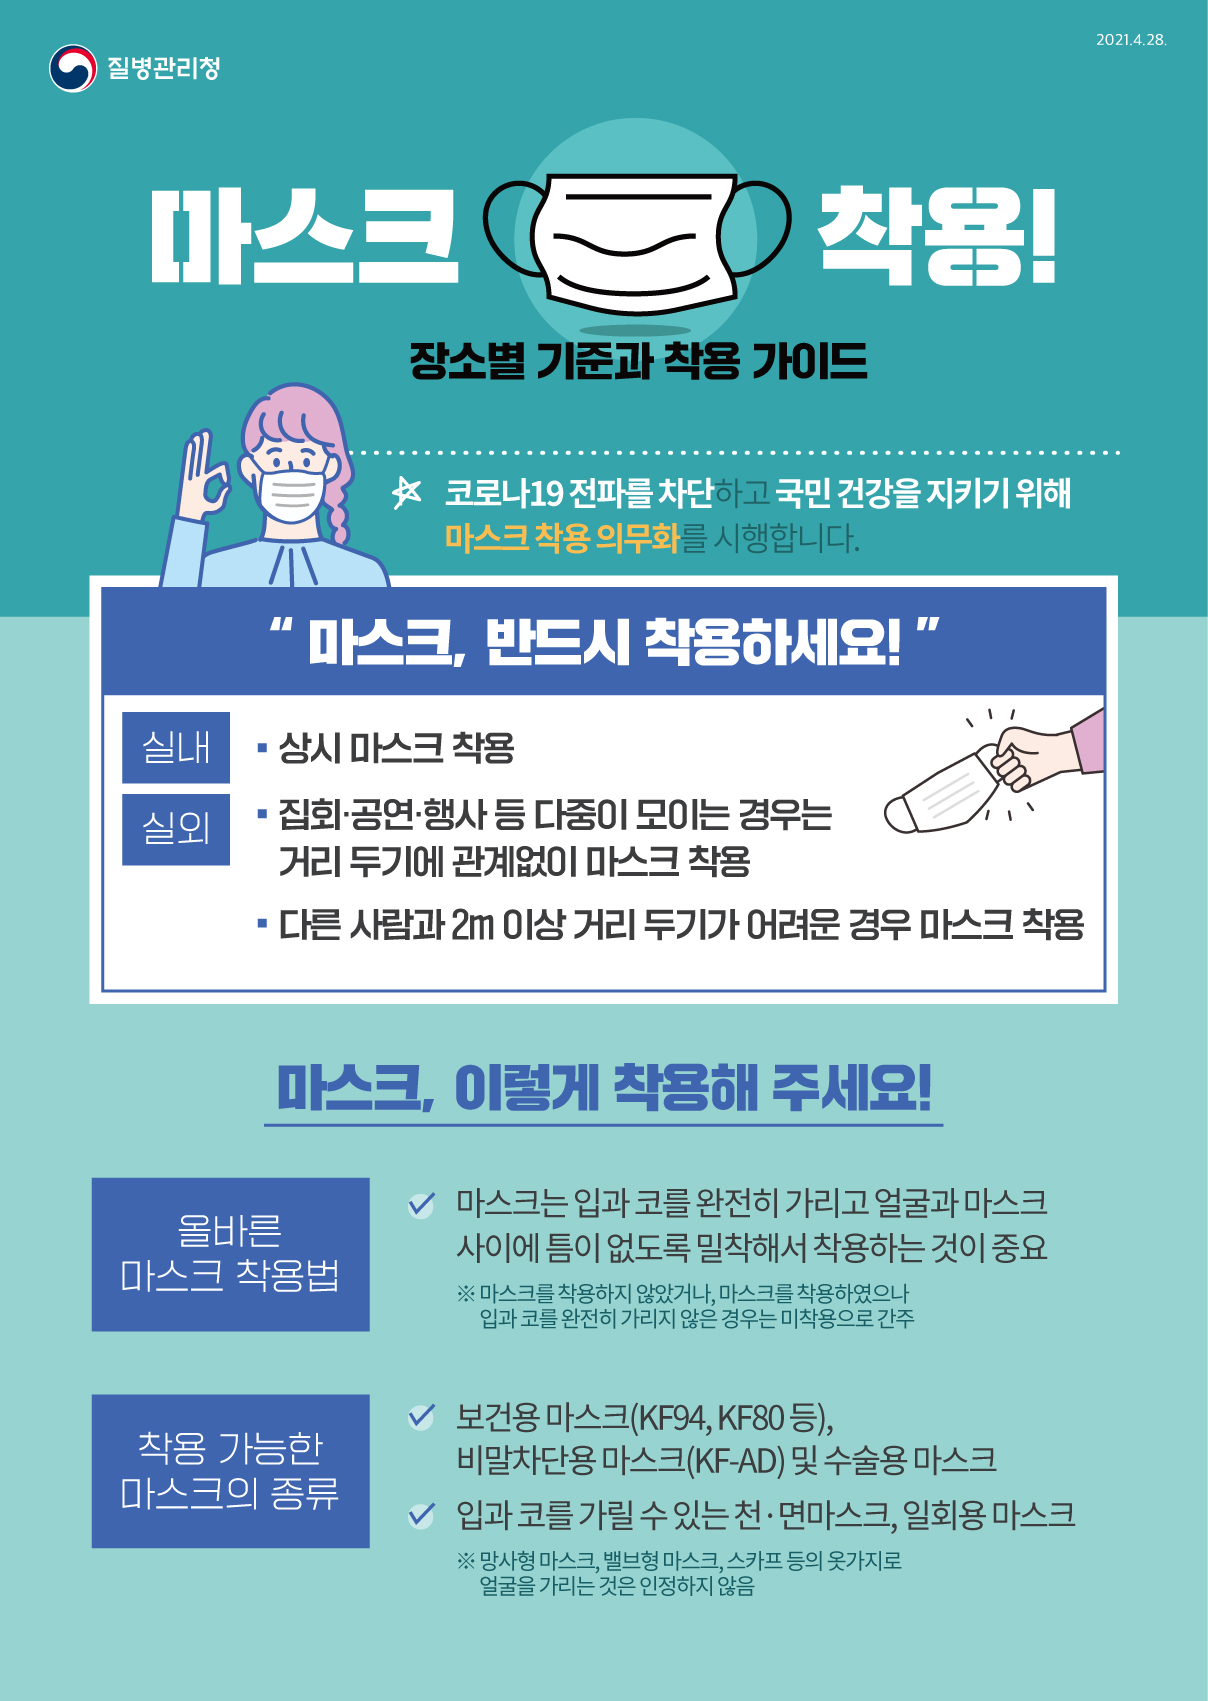 2021.4.28.
질병관리청
마스크 착용!
장소별 기준과 착용 가이드
코로나19 전파를 차단하고 국민 건강을 지키기 위해
마스크 착용 의무화를 시행합니다.
“ 마스크, 반드시 착용하세요! ”
실내
▪ 상시 마스크 착용
실외
▪ 집회·공연·행사 등 다중이 모이는 경우는
거리 두기에 관계없이 마스크 착용
▪ 다른 사람과 2m 이상 거리 두기가 어려운 경우 마스크 착용
마스크, 이렇게 착용해 주세요!
올바른
마스크 착용법
마스크는 입과 코를 완전히 가리고 얼굴과 마스크
사이에 틈이 없도록 밀착해서 착용하는 것이 중요
※ 마스크를 착용하지 않았거나, 마스크를 착용하였으나
입과 코를 완전히 가리지 않은 경우는 미착용으로 간주
착용 가능한
마스크의 종류
보건용 마스크(KF94, KF80 등),
비말차단용 마스크(KF-AD) 및 수술용 마스크
입과 코를 가릴 수 있는 천·면마스크, 일회용 마스크
※ 망사형 마스크, 밸브형 마스크, 스카프 등의 옷가지로
얼굴을 가리는 것은 인정하지 않음